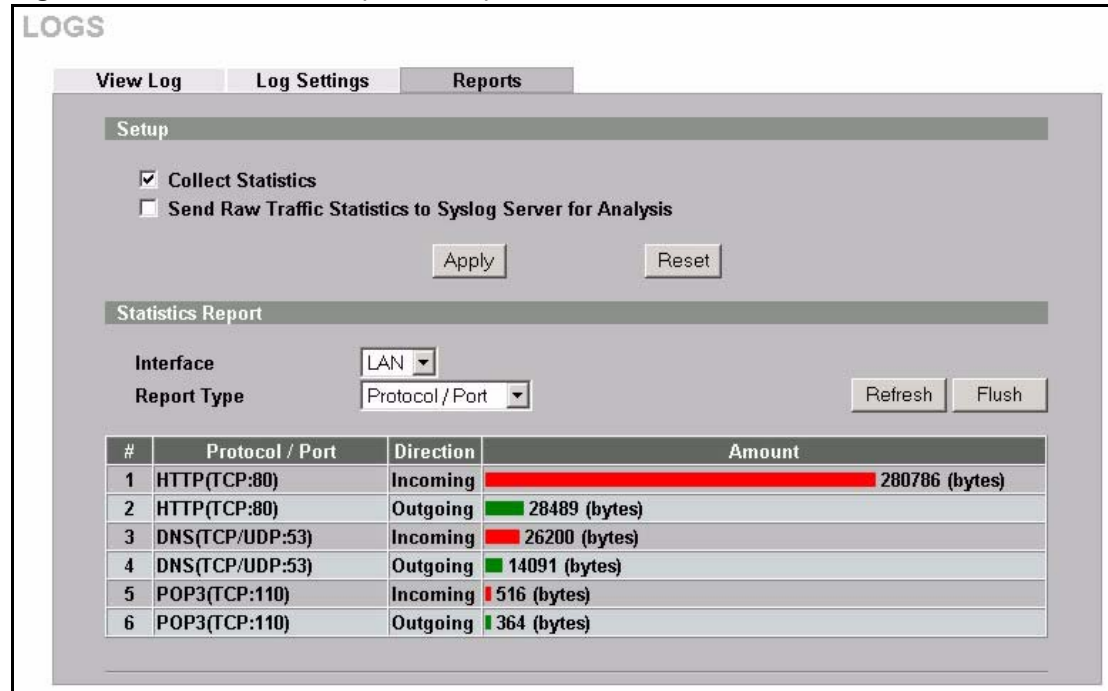 LOGS
View Log Log Settings Reports
Setup
Collect Statistics
Send Raw Traffic Statistics to Syslog Server for Analysis
Apply Reset
Statistics Report
Interface LAN
Report Type Protocol / Port Refresh Flush
# Protocol / Port Direction Amount
1 HTTP(TCP:80) Incoming 280786 (bytes)
2 HTTP(TCP:80) Outgoing 28489 (bytes)
3 DNS(TCP/UDP:53) Incoming 26200 (bytes)
4 DNS(TCP/UDP:53) Outgoing 14091 (bytes)
5 POP3(TCP:110) Incoming 516 (bytes)
6 POP3(TCP:110) Outgoing 364 (bytes)